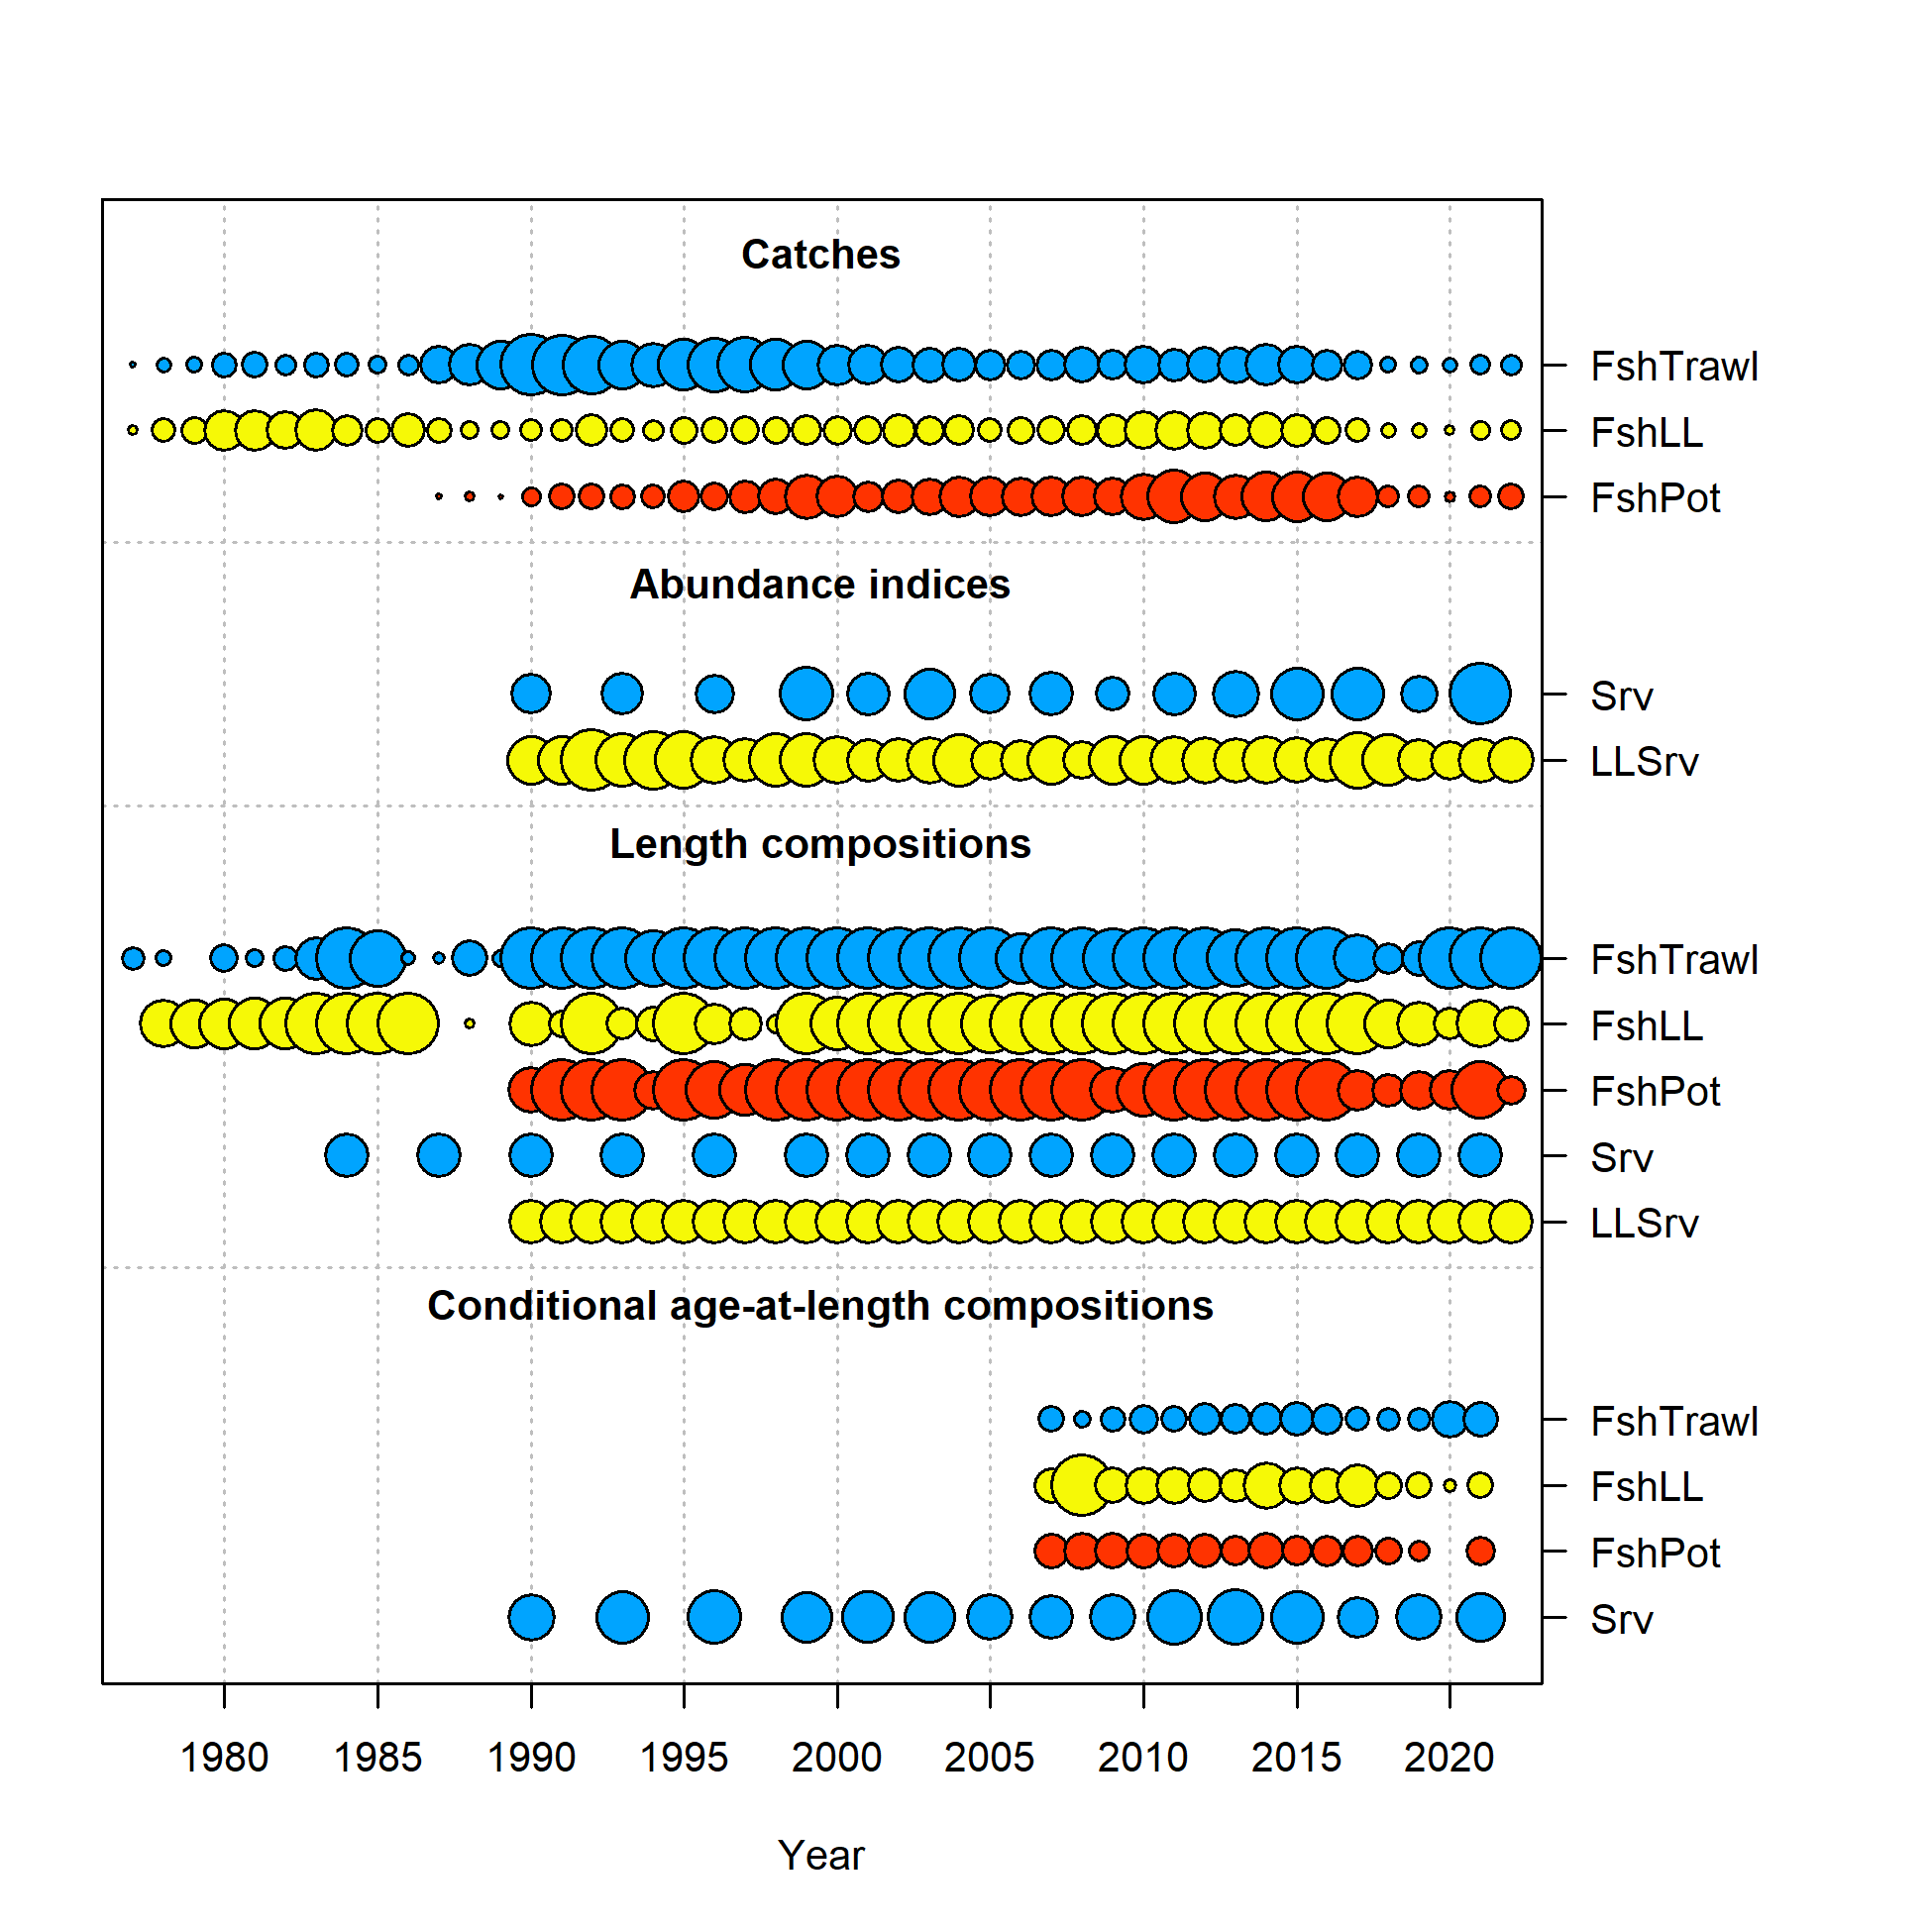 Catches
FshTrawl
FshLL
FshPot
Abundance indices
Srv
LLSrv
Length compositions
FshTrawl
FshLL
FshPot
Srv
LLSrv
Conditional age-at-length compositions
FshTrawl
FshLL
FshPot
Srv
1980 1985 1990 1995 2000 2005 2010 2015 2020
Year